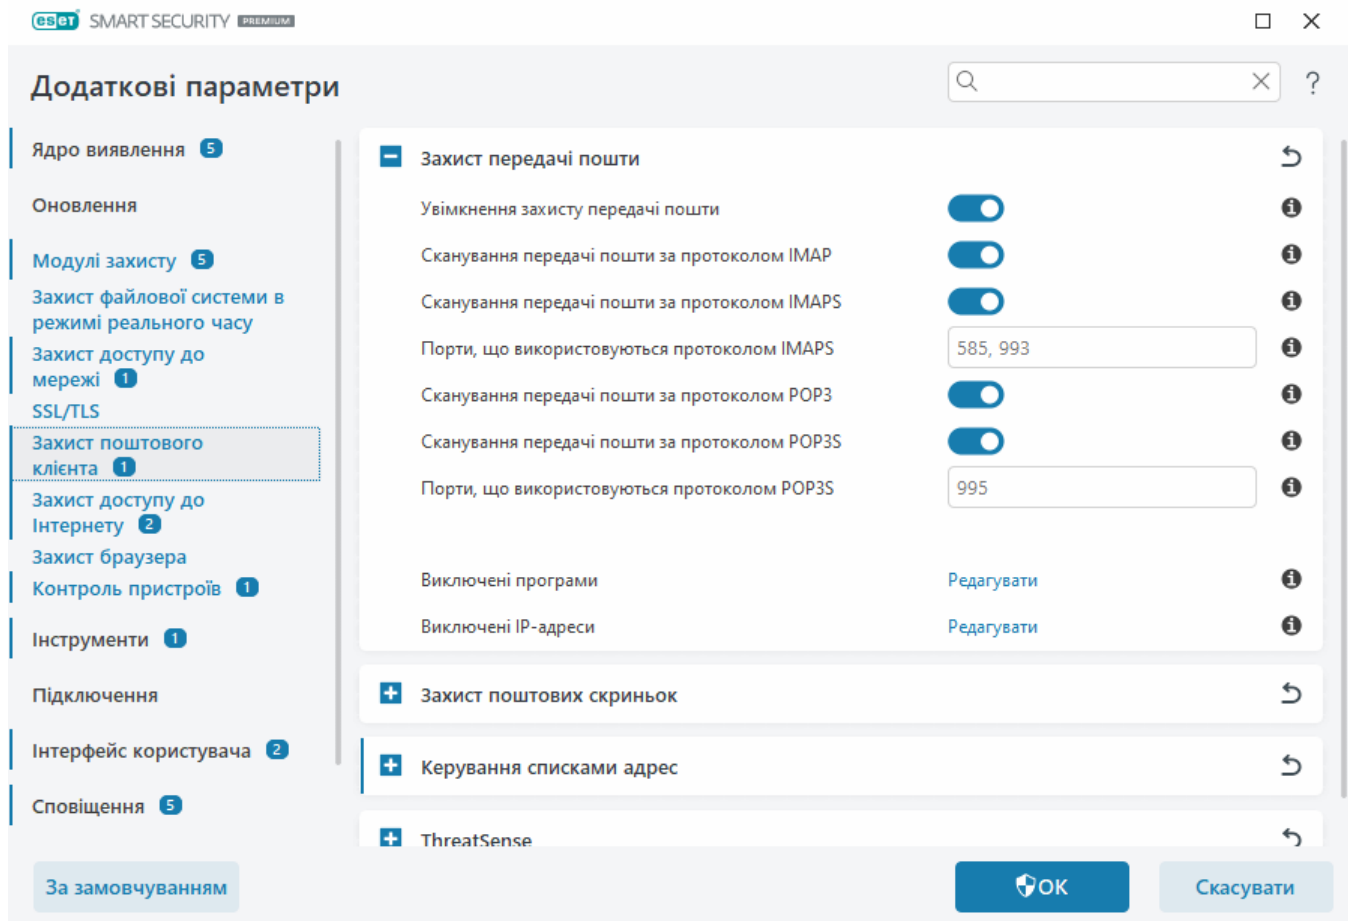 eset SMART SECURITY PREMIUM
Додаткові параметри
?
Ядро виявлення 5
Оновлення
Модулі захисту 5
Захист файлової системи в
режимі реального часу
Захист доступу до
мережі 1
SSL/TLS
Захист поштового
клієнта 1
Захист доступу до
Інтернету 2
Захист браузера
Контроль пристроїв 1
Інструменти 1
Підключення
Інтерфейс користувача 2
Сповіщення 5
Захист передачі пошти
Увімкнення захисту передачі пошти
Сканування передачі пошти за протоколом IMAP
Сканування передачі пошти за протоколом IMAPS
Порти, що використовуються протоколом IMAPS 585, 993
Сканування передачі пошти за протоколом POP3
Сканування передачі пошти за протоколом POP3S
Порти, що використовуються протоколом POP3S 995
Виключені програми Редагувати
Виключені IP-адреси Редагувати
Захист поштових скриньок
Керування списками адрес
ThreatSense
За замовчуванням
ОК
Скасувати